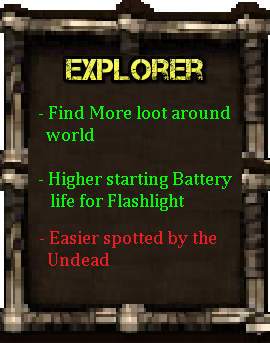 EXPLORER
- Find More loot around
world
- Higher starting Battery
life for Flashlight
- Easier spotted by the
Undead